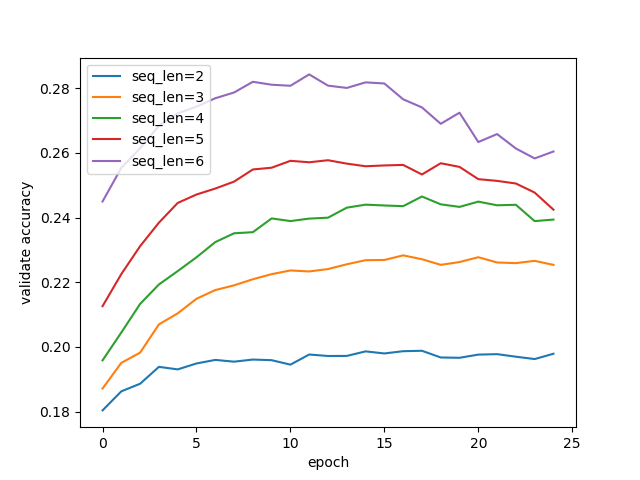 seq_len=2
seq_len=3
seq_len=4
seq_len=5
seq_len=6
0.28
0.26
0.24
0.22
0.20
0.18
validate accuracy
0 5 10 15 20 25
epoch